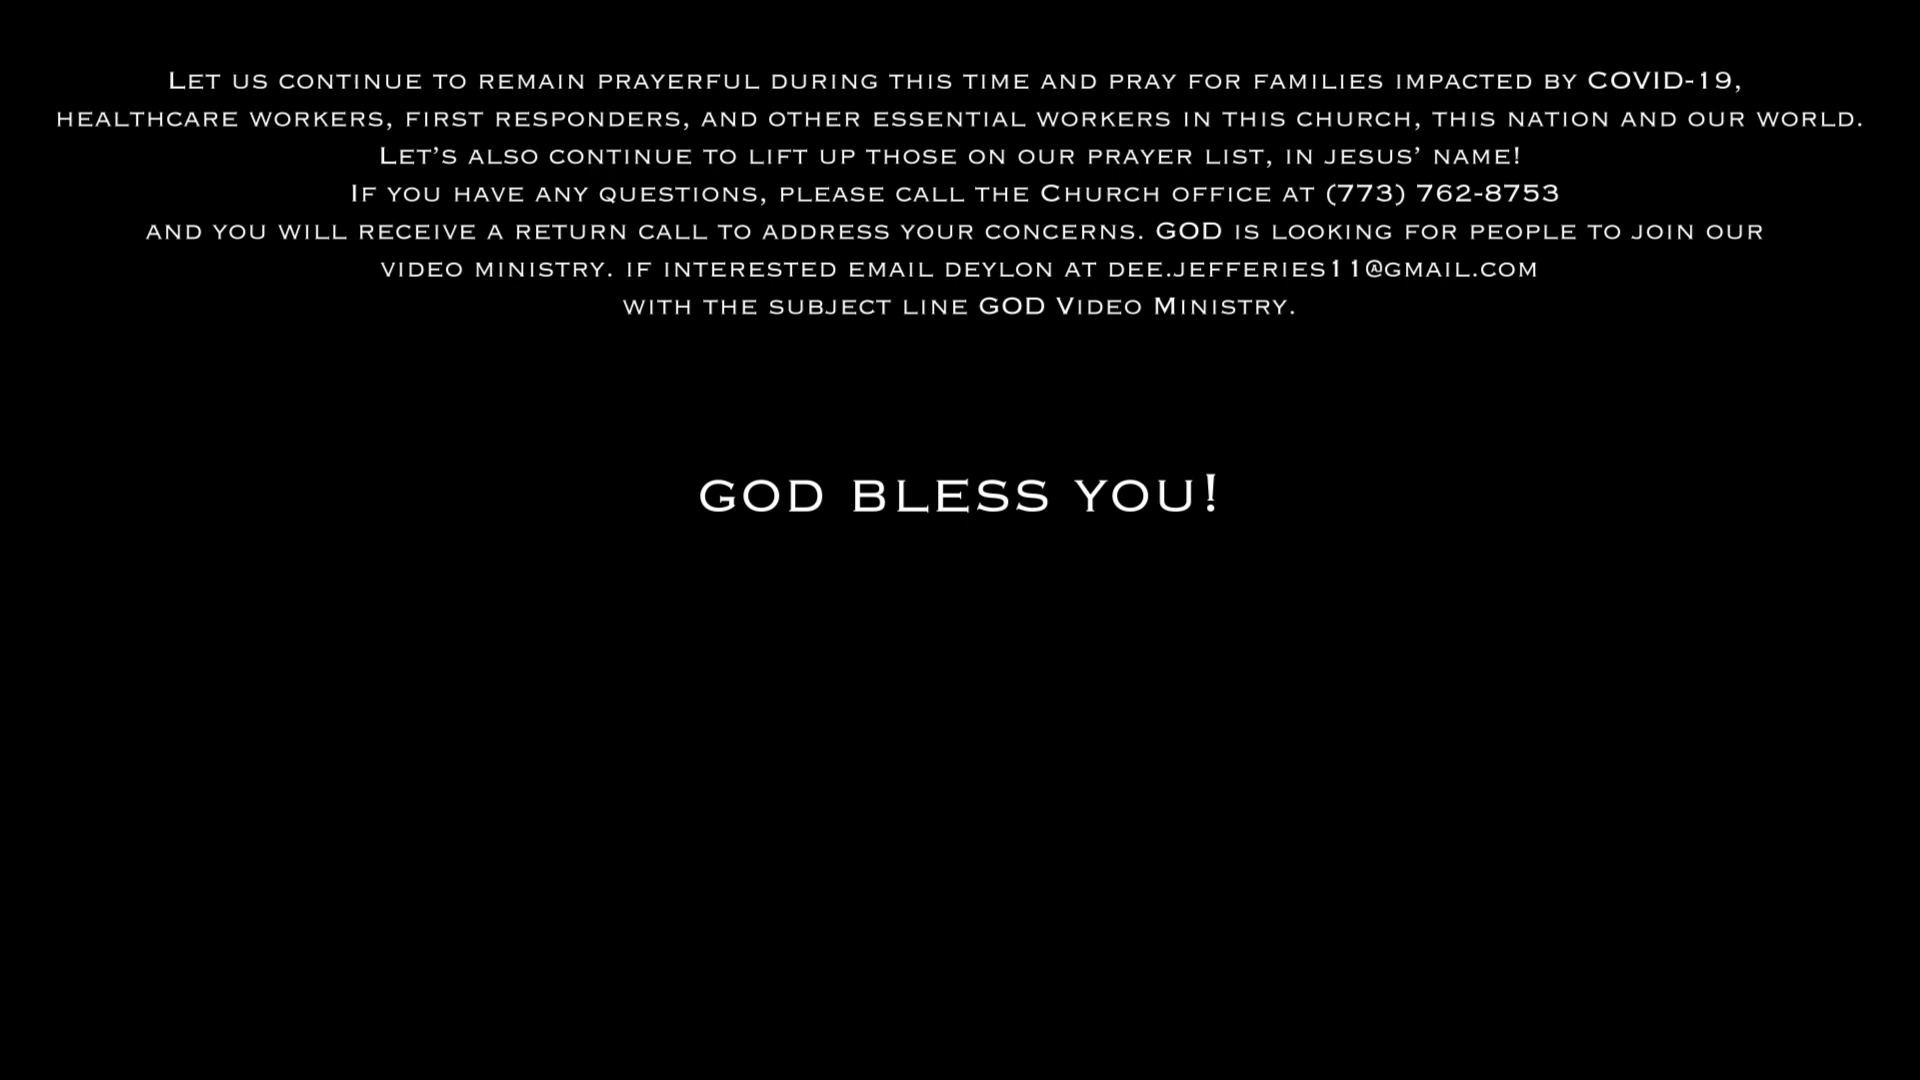 Let us continue to remain prayerful during this time and pray for families impacted by COVID-19,
healthcare workers, first responders, and other essential workers in this church, this nation and our world.
Let’s also continue to lift up those on our prayer list, in jesus’ name!
If you have any questions, please call the Church office at (773) 762-8753
and you will receive a return call to address your concerns. GOD is looking for people to join our
video ministry. if interested email deylon at dee.jefferies11@gmail.com
with the subject line GOD Video Ministry.
GOD BLESS YOU!